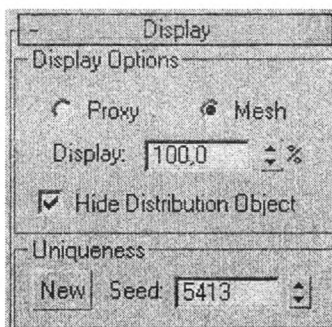 - Display
Display Options
Proxy Mesh
Display: 100,0 %
Hide Distribution Object
Uniqueness
New Seed: 5413